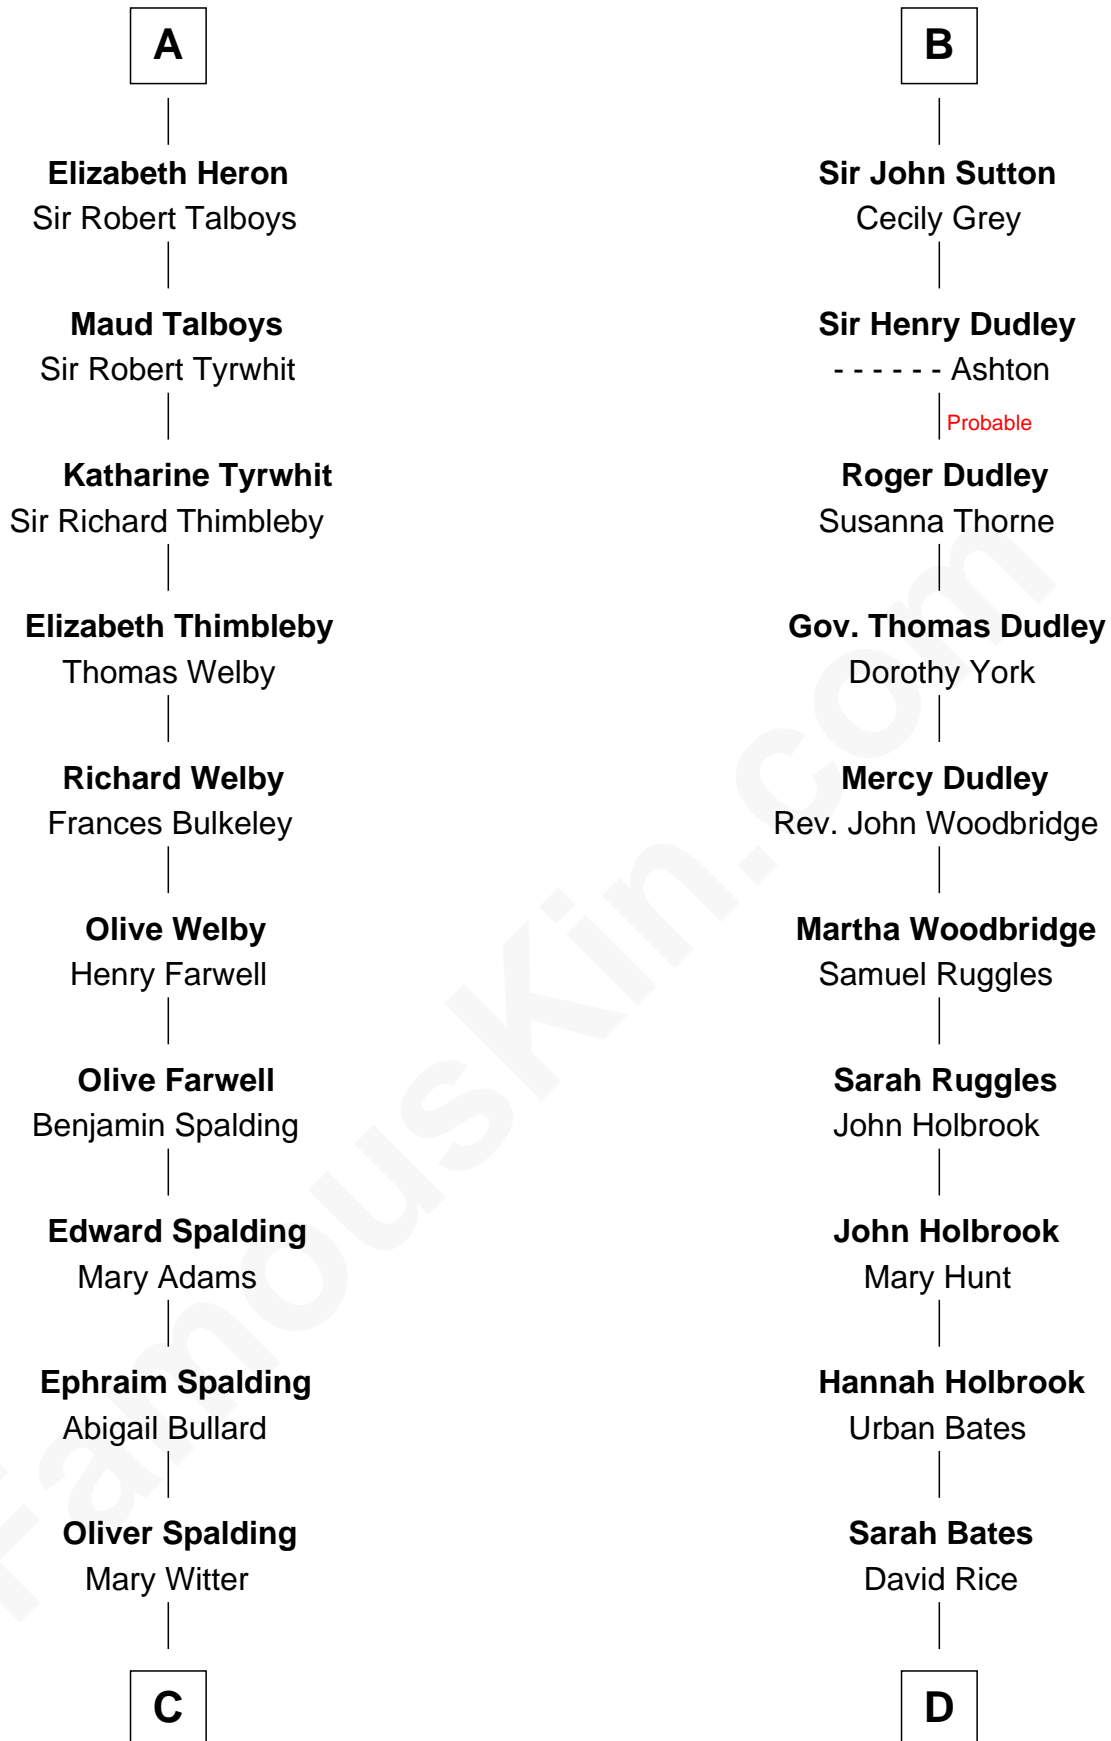 A
Elizabeth Heron
Sir Robert Talboys
Maud Talboys
Sir Robert Tyrwhit
Katharine Tyrwhit
Sir Richard Thimbleby
Elizabeth Thimbleby
Thomas Welby
Richard Welby
Frances Bulkeley
Olive Welby
Henry Farwell
Olive Farwell
Benjamin Spalding
Edward Spalding
Mary Adams
Ephraim Spalding
Abigail Bullard
Oliver Spalding
Mary Witter
C
B
Sir John Sutton
Cecily Grey
Sir Henry Dudley
- - - - - - Ashton
Probable
Roger Dudley
Susanna Thorne
Gov. Thomas Dudley
Dorothy York
Mercy Dudley
Rev. John Woodbridge
Martha Woodbridge
Samuel Ruggles
Sarah Ruggles
John Holbrook
John Holbrook
Mary Hunt
Hannah Holbrook
Urban Bates
Sarah Bates
David Rice
D
FamousKin.com